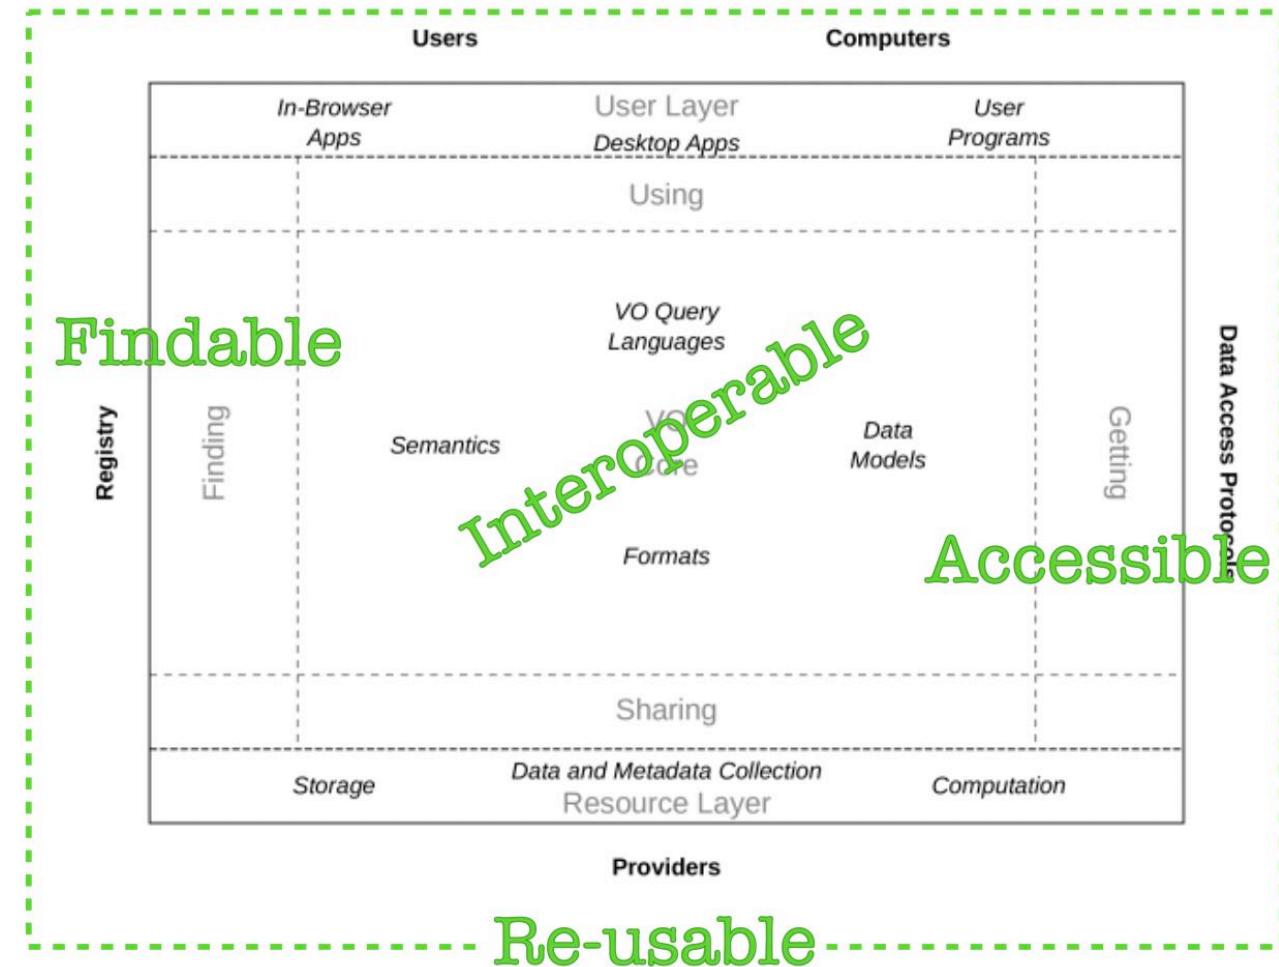 Users
Computers
In-Browser
Apps
User Layer
Desktop Apps
User
Programs
Using
VO Query
Languages
Findable
Interoperable
Registry
Finding
Semantics
VO
Core
Data
Models
Getting
Data Access Protocols
Formats
Accessible
Sharing
Storage
Data and Metadata Collection
Resource Layer
Computation
Providers
Re-usable